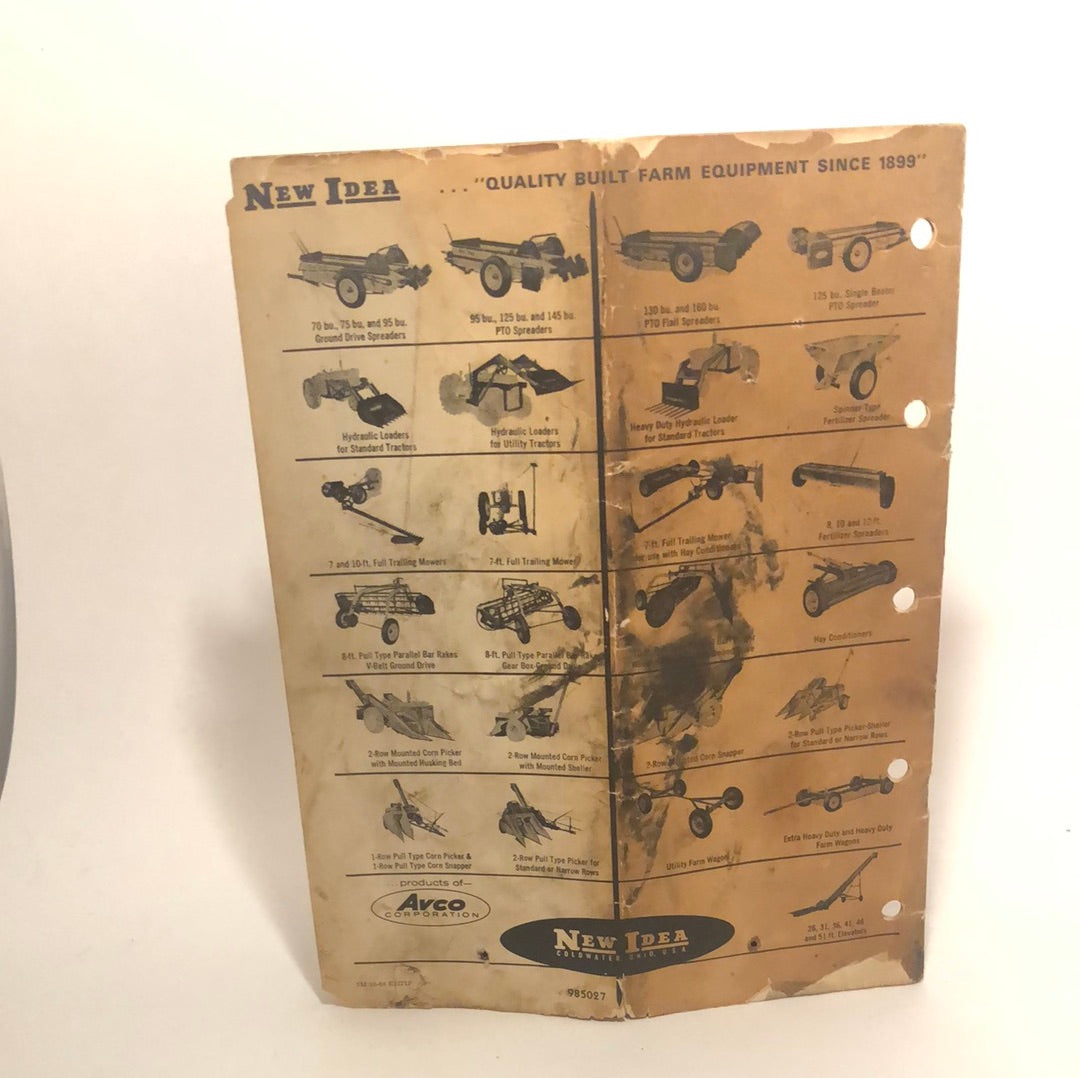 NEW IDEA ... "QUALITY BUILT FARM EQUIPMENT SINCE 1899"
70 bu., 75 bu. and 95 bu.
Ground Drive Spreaders
95 bu., 125 bu. and 145 bu.
PTO Spreaders
130 bu. and 160 bu.
PTO Flail Spreaders
125 bu. Single Beater
PTO Spreader
Hydraulic Loaders
for Standard Tractors
Hydraulic Loaders
for Utility Tractors
Heavy Duty Hydraulic Loader
for Standard Tractors
Spinner Type
Fertilizer Spreader
7 and 10-ft. Full Trailing Mowers
7-ft. Full Trailing Mower
7-ft. Full Trailing Mower
for use with Hay Conditioners
8, 10 and 12-ft.
Fertilizer Spreaders
8-ft. Pull Type Parallel Bar Rakes
V-Belt Ground Drive
8-ft. Pull Type Parallel Bar Rakes
Gear Box-Ground
Hay Conditioners
2-Row Mounted Corn Picker
with Mounted Husking Bed
2-Row Mounted Corn Picker
with Mounted Sheller
2-Row Mounted Corn Snapper
2-Row Pull Type Picker-Sheller
for Standard or Narrow Rows
1-Row Pull Type Corn Picker &
1-Row Pull Type Corn Snapper
2-Row Pull Type Picker for
Standard or Narrow Rows
Utility Farm Wagon
Extra Heavy Duty and Heavy Duty
Farm Wagons
26, 31, 36, 41, 46
and 51 ft. Elevators
...products of—
Avco
CORPORATION
NEW IDEA
COLDWATER, OHIO, U.S.A.
985027